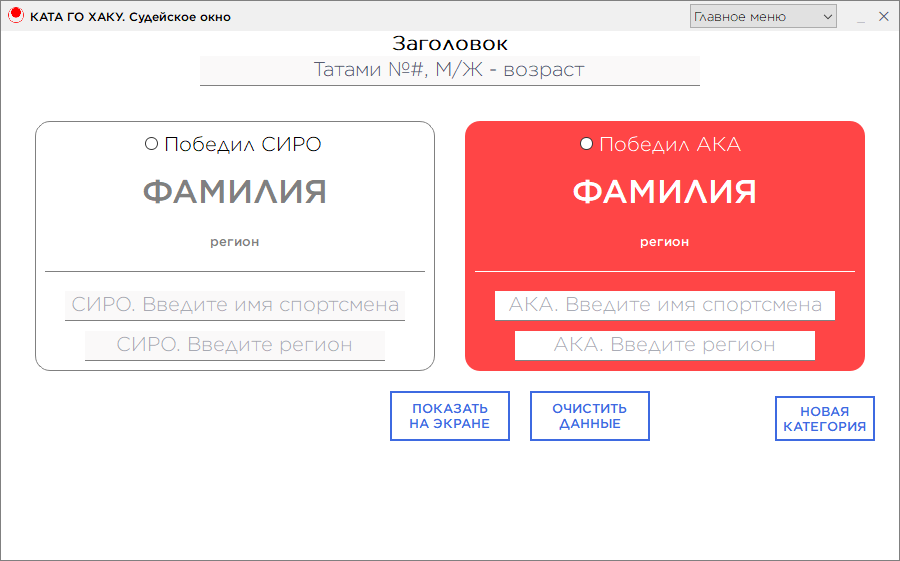 КАТА ГО ХАКУ. Судейское окно
Главное меню
Заголовок
Татами №#, М/Ж - возраст
Победил СИРО
ФАМИЛИЯ
регион
СИРО. Введите имя спортсмена
СИРО. Введите регион
Победил АКА
ФАМИЛИЯ
регион
АКА. Введите имя спортсмена
АКА. Введите регион
ПОКАЗАТЬ
НА ЭКРАНЕ
ОЧИСТИТЬ
ДАННЫЕ
НОВАЯ
КАТЕГОРИЯ